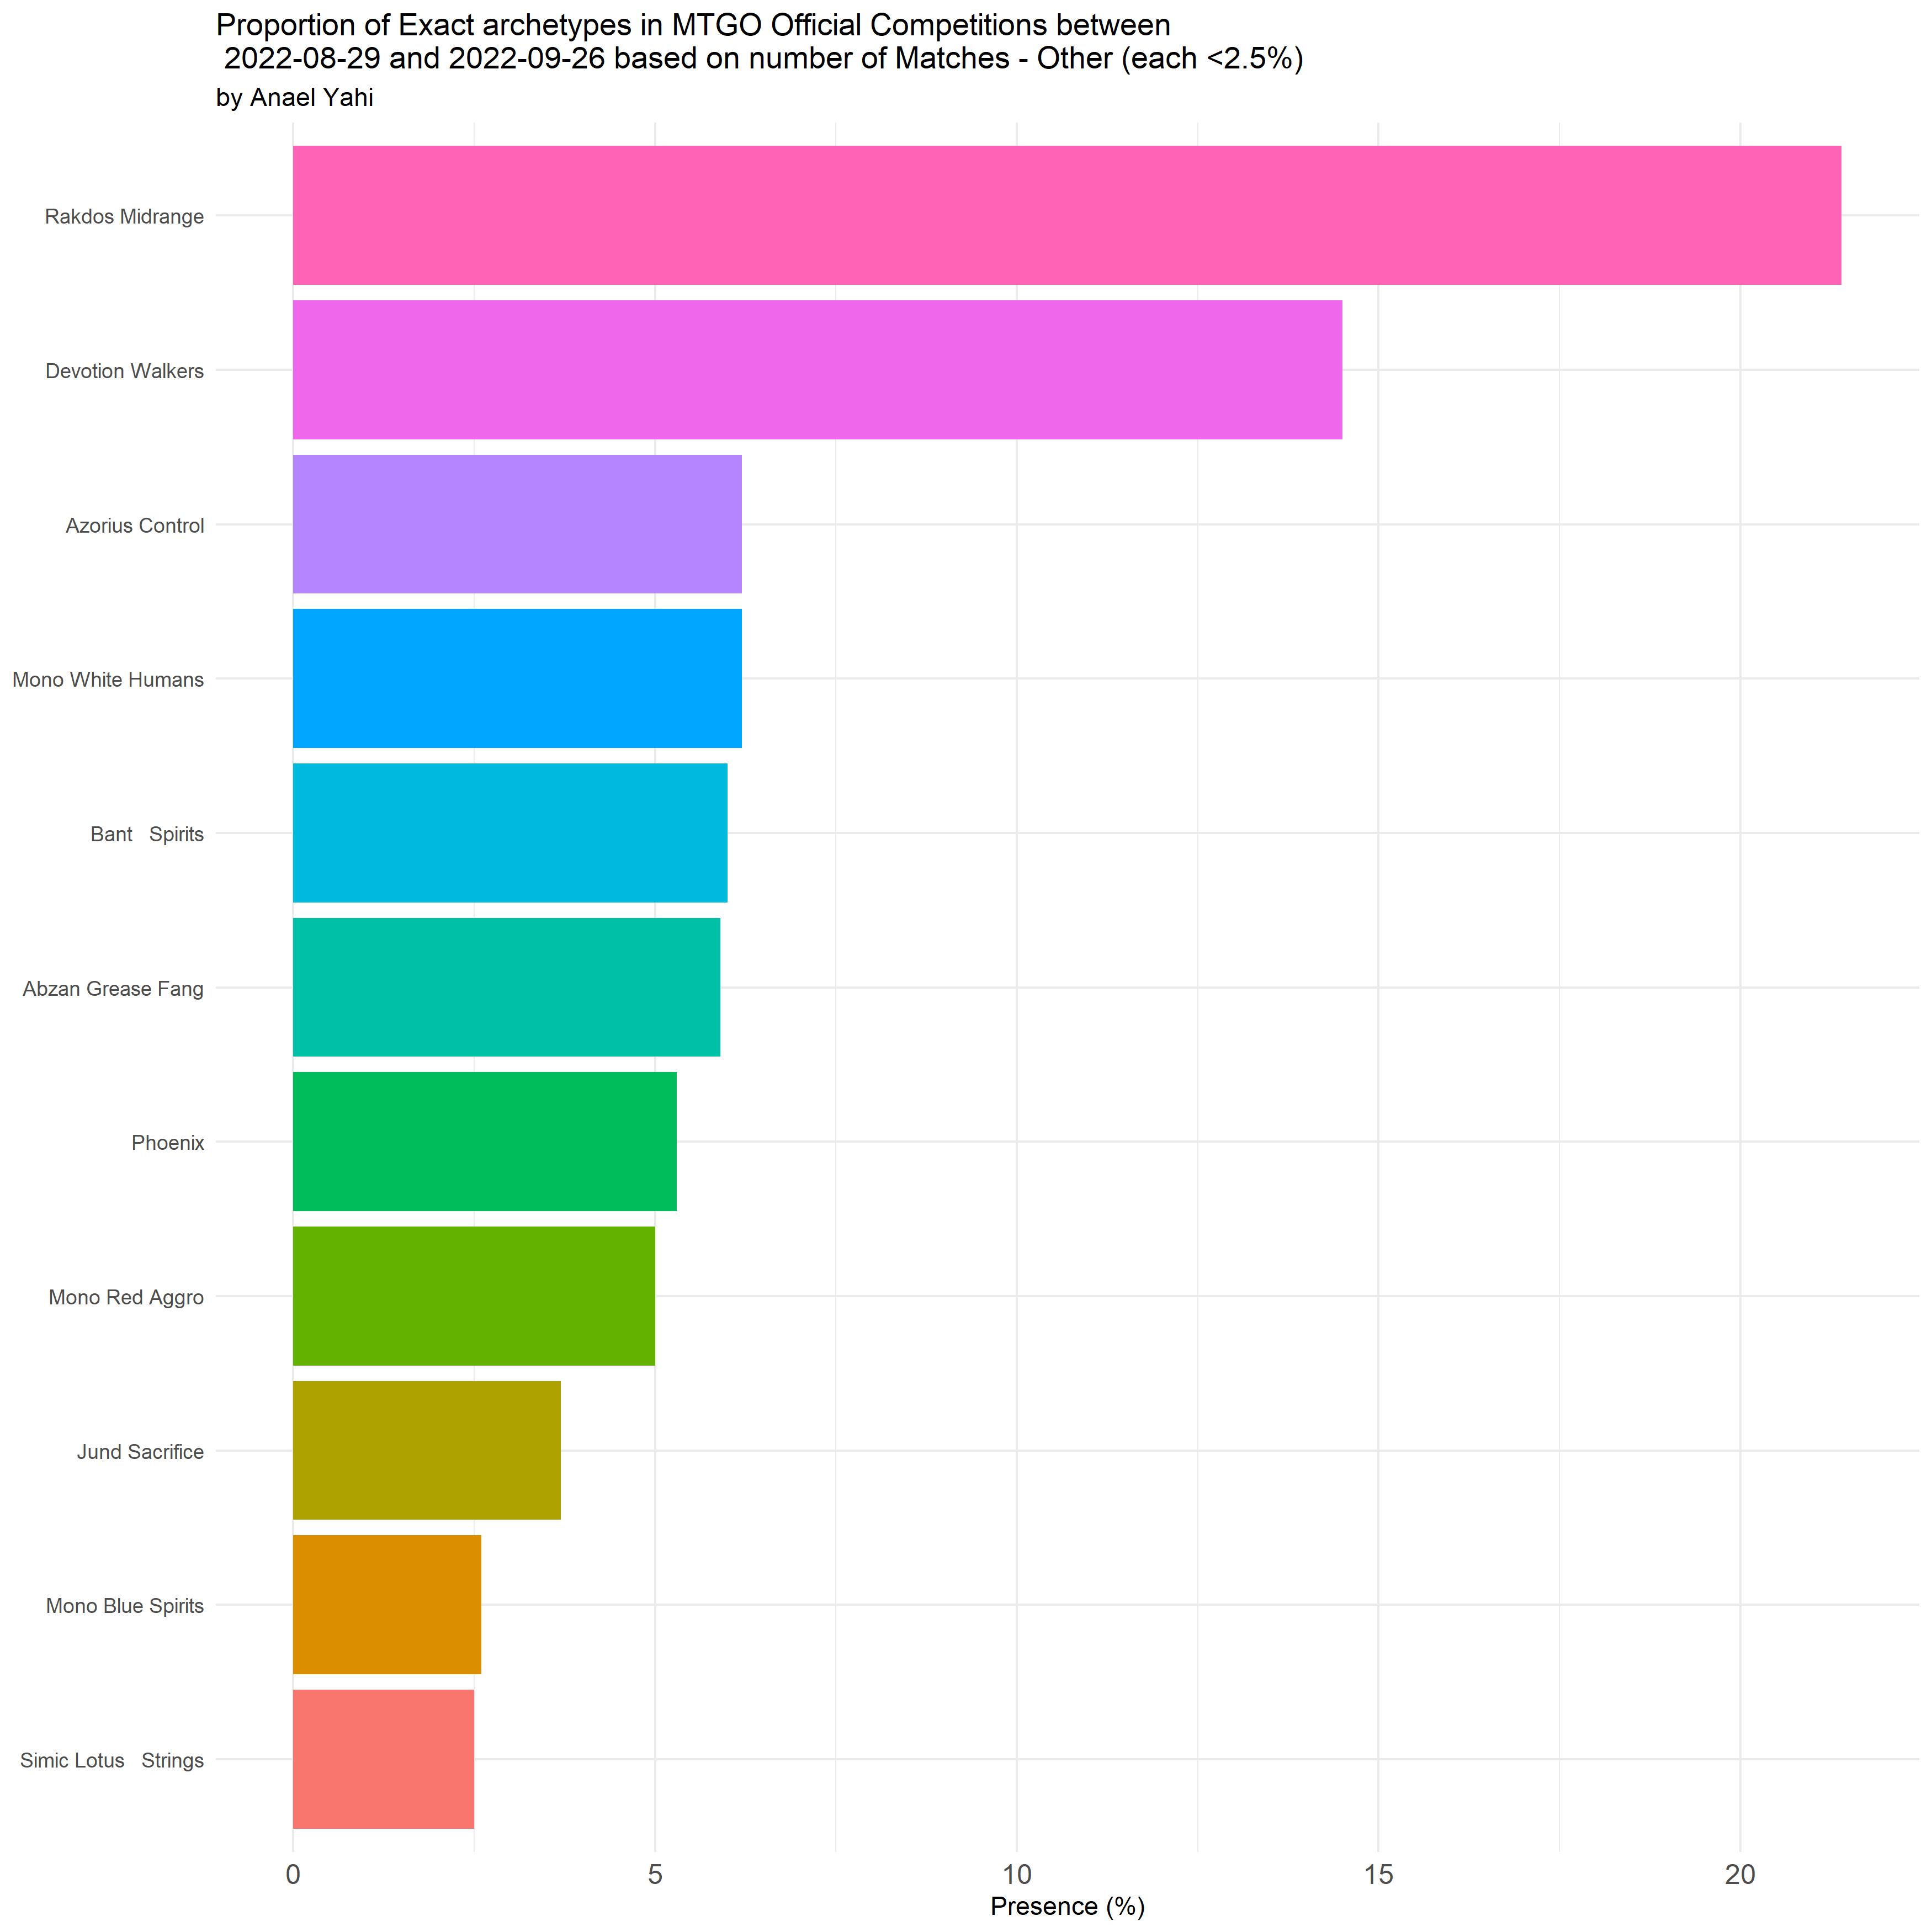 Proportion of Exact archetypes in MTGO Official Competitions between
2022-08-29 and 2022-09-26 based on number of Matches - Other (each <2.5%)
by Anael Yahi
Rakdos Midrange
Devotion Walkers
Azorius Control
Mono White Humans
Bant   Spirits
Abzan Grease Fang
Phoenix
Mono Red Aggro
Jund Sacrifice
Mono Blue Spirits
Simic Lotus   Strings
0 5 10 15 20
Presence (%)